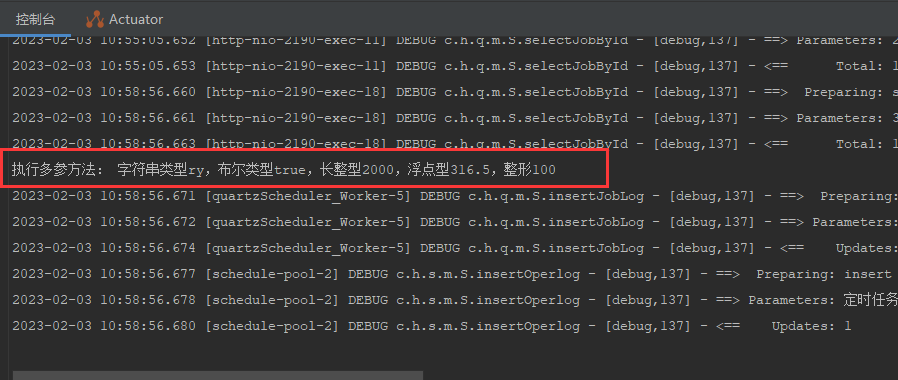 控制台 Actuator
2023-02-03 10:55:05.652 [http-nio-2190-exec-11] DEBUG c.h.q.m.S.selectJobById - [debug,137] - ==> Parameters: 2
2023-02-03 10:55:05.653 [http-nio-2190-exec-11] DEBUG c.h.q.m.S.selectJobById - [debug,137] - <==      Total: 1
2023-02-03 10:58:56.660 [http-nio-2190-exec-18] DEBUG c.h.q.m.S.selectJobById - [debug,137] - ==>  Preparing: s
2023-02-03 10:58:56.661 [http-nio-2190-exec-18] DEBUG c.h.q.m.S.selectJobById - [debug,137] - ==> Parameters: 3
2023-02-03 10:58:56.663 [http-nio-2190-exec-18] DEBUG c.h.q.m.S.selectJobById - [debug,137] - <==      Total: 1
执行多参方法： 字符串类型ry，布尔类型true，长整型2000，浮点型316.5，整形100
2023-02-03 10:58:56.671 [quartzScheduler_Worker-5] DEBUG c.h.q.m.S.insertJobLog - [debug,137] - ==>  Preparing:
2023-02-03 10:58:56.672 [quartzScheduler_Worker-5] DEBUG c.h.q.m.S.insertJobLog - [debug,137] - ==> Parameters:
2023-02-03 10:58:56.674 [quartzScheduler_Worker-5] DEBUG c.h.q.m.S.insertJobLog - [debug,137] - <==    Updates:
2023-02-03 10:58:56.677 [schedule-pool-2] DEBUG c.h.s.m.S.insertOperlog - [debug,137] - ==>  Preparing: insert
2023-02-03 10:58:56.678 [schedule-pool-2] DEBUG c.h.s.m.S.insertOperlog - [debug,137] - ==> Parameters: 定时任务
2023-02-03 10:58:56.680 [schedule-pool-2] DEBUG c.h.s.m.S.insertOperlog - [debug,137] - <==    Updates: 1